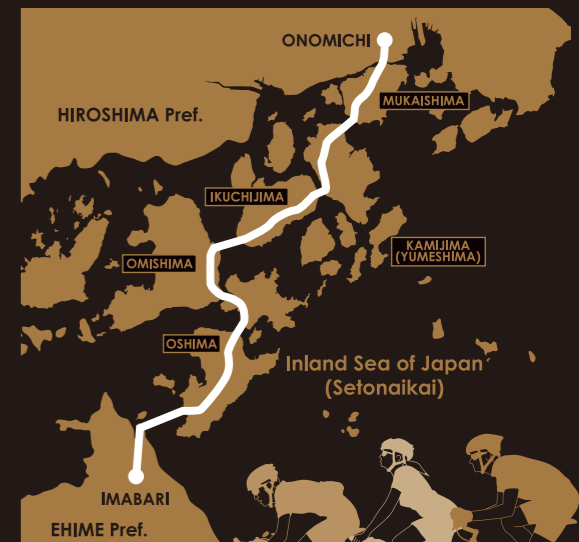 ONOMICHI
MUKAISHIMA
HIROSHIMA Pref.
IKUCHIJIMA
KAMIJIMA
(YUMESHIMA)
OMISHIMA
OSHIMA
Inland Sea of Japan
(Setonaikai)
IMABARI
EHIME Pref.